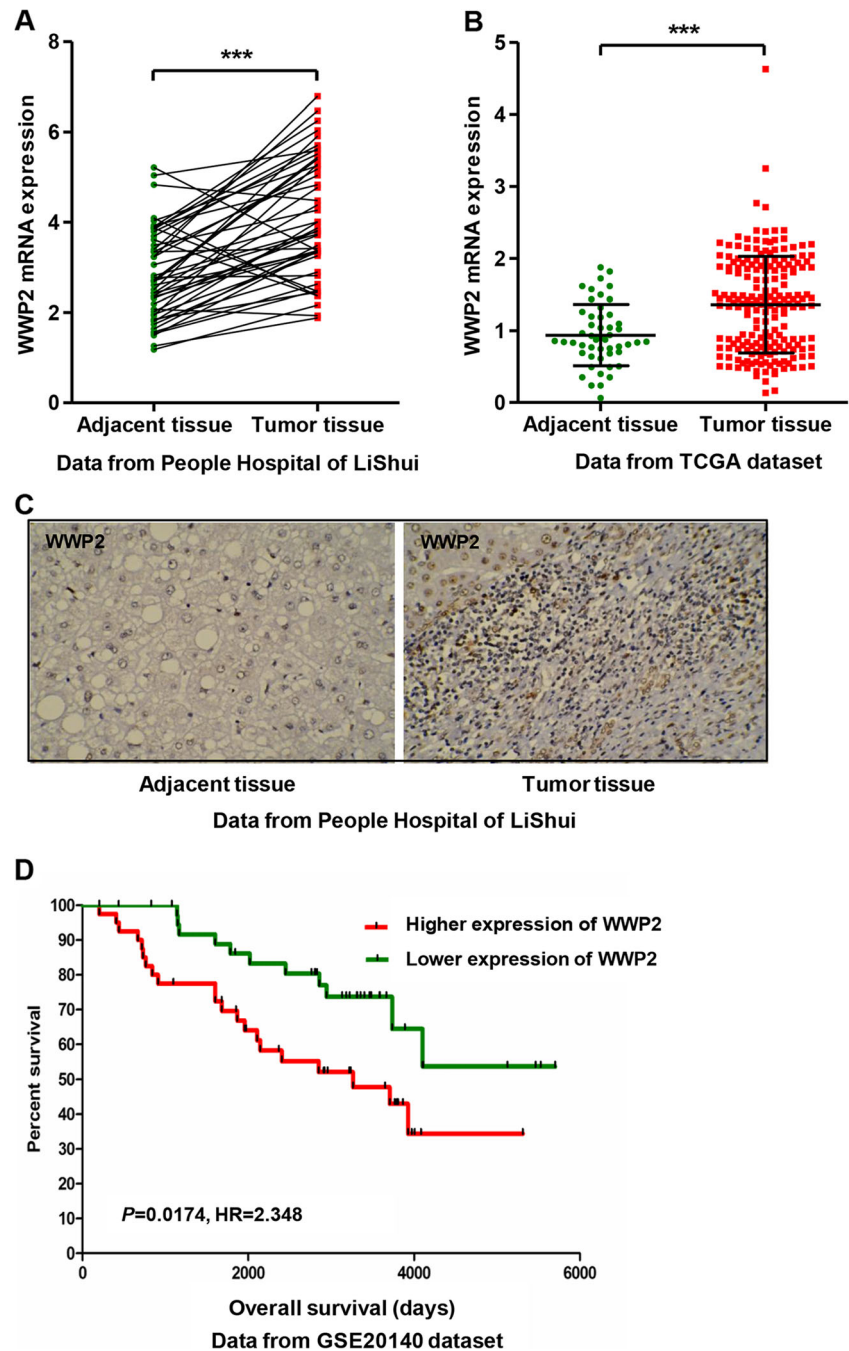 A
WWP2 mRNA expression
8
6
4
2
0
***
Adjacent tissue
Tumor tissue
Data from People Hospital of LiShui
B
WWP2 mRNA expression
5
4
3
2
1
0
***
Adjacent tissue
Tumor tissue
Data from TCGA dataset
C
WWP2
WWP2
Adjacent tissue
Tumor tissue
Data from People Hospital of LiShui
D
Percent survival
100
90
80
70
60
50
40
30
20
10
0
Higher expression of WWP2
Lower expression of WWP2
P=0.0174, HR=2.348
0
2000
4000
6000
Overall survival (days)
Data from GSE20140 dataset